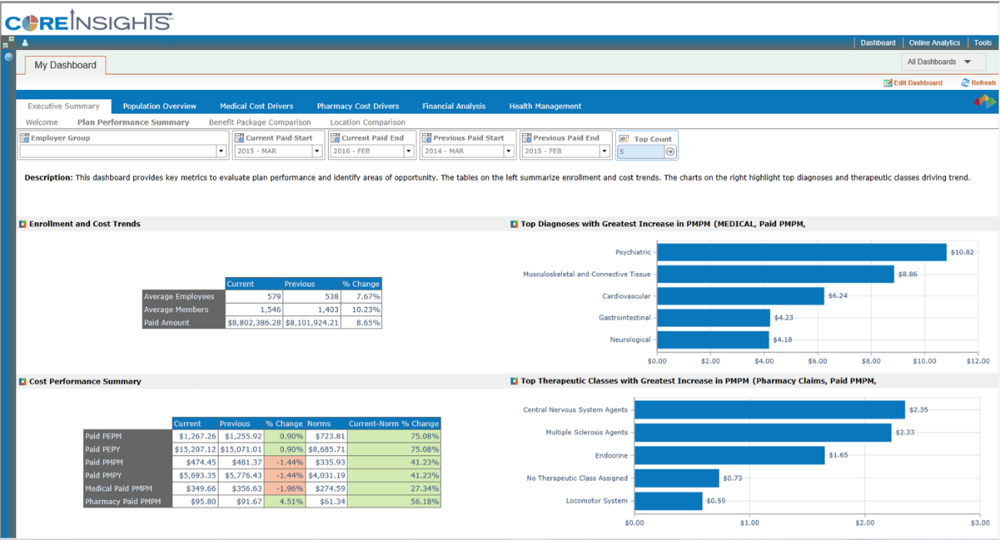 COREINSIGHTS
Dashboard Online Analytics Tools
My Dashboard
All Dashboards
Edit Dashboard Refresh
Executive Summary Population Overview Medical Cost Drivers Pharmacy Cost Drivers Financial Analysis Health Management
Welcome Plan Performance Summary Benefit Package Comparison Location Comparison
Employer Group Current Paid Start Current Paid End Previous Paid Start Previous Paid End Top Count
2015 - MAR 2016 - FEB 2014 - MAR 2015 - FEB 5
Description: This dashboard provides key metrics to evaluate plan performance and identify areas of opportunity. The tables on the left summarize enrollment and cost trends. The charts on the right highlight top diagnoses and therapeutic classes driving trend.
Enrollment and Cost Trends
Current Previous % Change
Average Employees 579 538 7.67%
Average Members 1,546 1,403 10.23%
Paid Amount $8,802,386.28 $8,101,924.21 8.65%
Top Diagnoses with Greatest Increase in PMPM (MEDICAL, Paid PMPM,
Psychiatric $10.82
Musculoskeletal and Connective Tissue $8.86
Cardiovascular $6.24
Gastrointestinal $4.23
Neurological $4.18
$0.00 $2.00 $4.00 $6.00 $8.00 $10.00 $12.00
Cost Performance Summary
Current Previous % Change Norms Current-Norm % Change
Paid PEPM $1,267.26 $1,255.92 0.90% $723.81 75.08%
Paid PEPY $15,207.12 $15,071.01 0.90% $8,685.71 75.08%
Paid PMPM $474.45 $481.37 -1.44% $335.93 41.23%
Paid PMPY $5,693.35 $5,776.43 -1.44% $4,031.19 41.23%
Medical Paid PMPM $349.66 $356.63 -1.96% $274.59 27.34%
Pharmacy Paid PMPM $95.80 $91.67 4.51% $61.34 56.18%
Top Therapeutic Classes with Greatest Increase in PMPM (Pharmacy Claims, Paid PMPM,
Central Nervous System Agents $2.35
Multiple Sclerosis Agents $2.23
Endocrine $1.65
No Therapeutic Class Assigned $0.73
Locomotor System $0.59
$0.00 $1.00 $2.00 $3.00